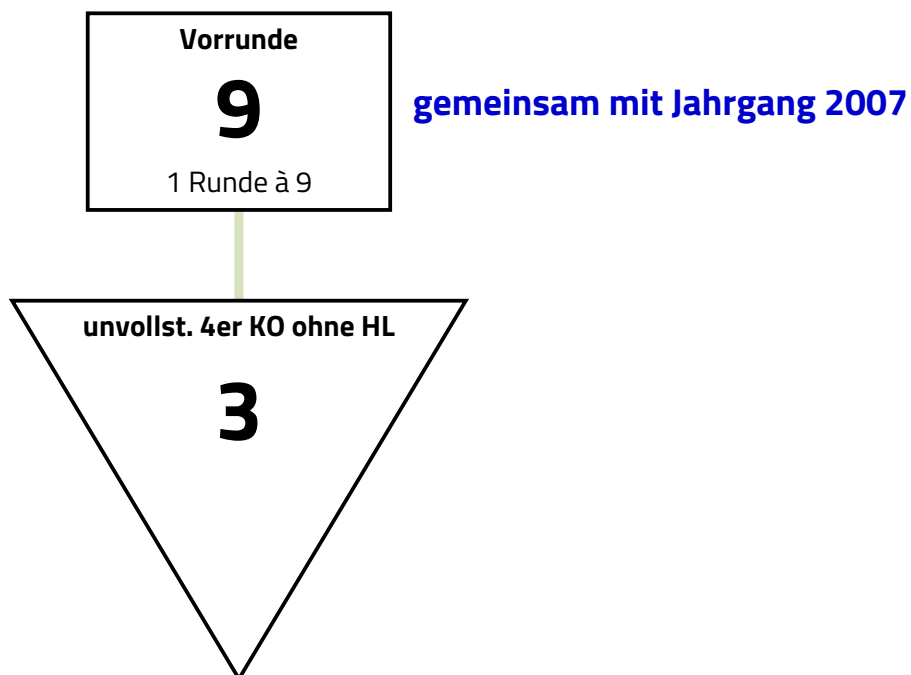 Vorrunde
9
gemeinsam mit Jahrgang 2007
1 Runde à 9
unvollst. 4er KO ohne HL
3